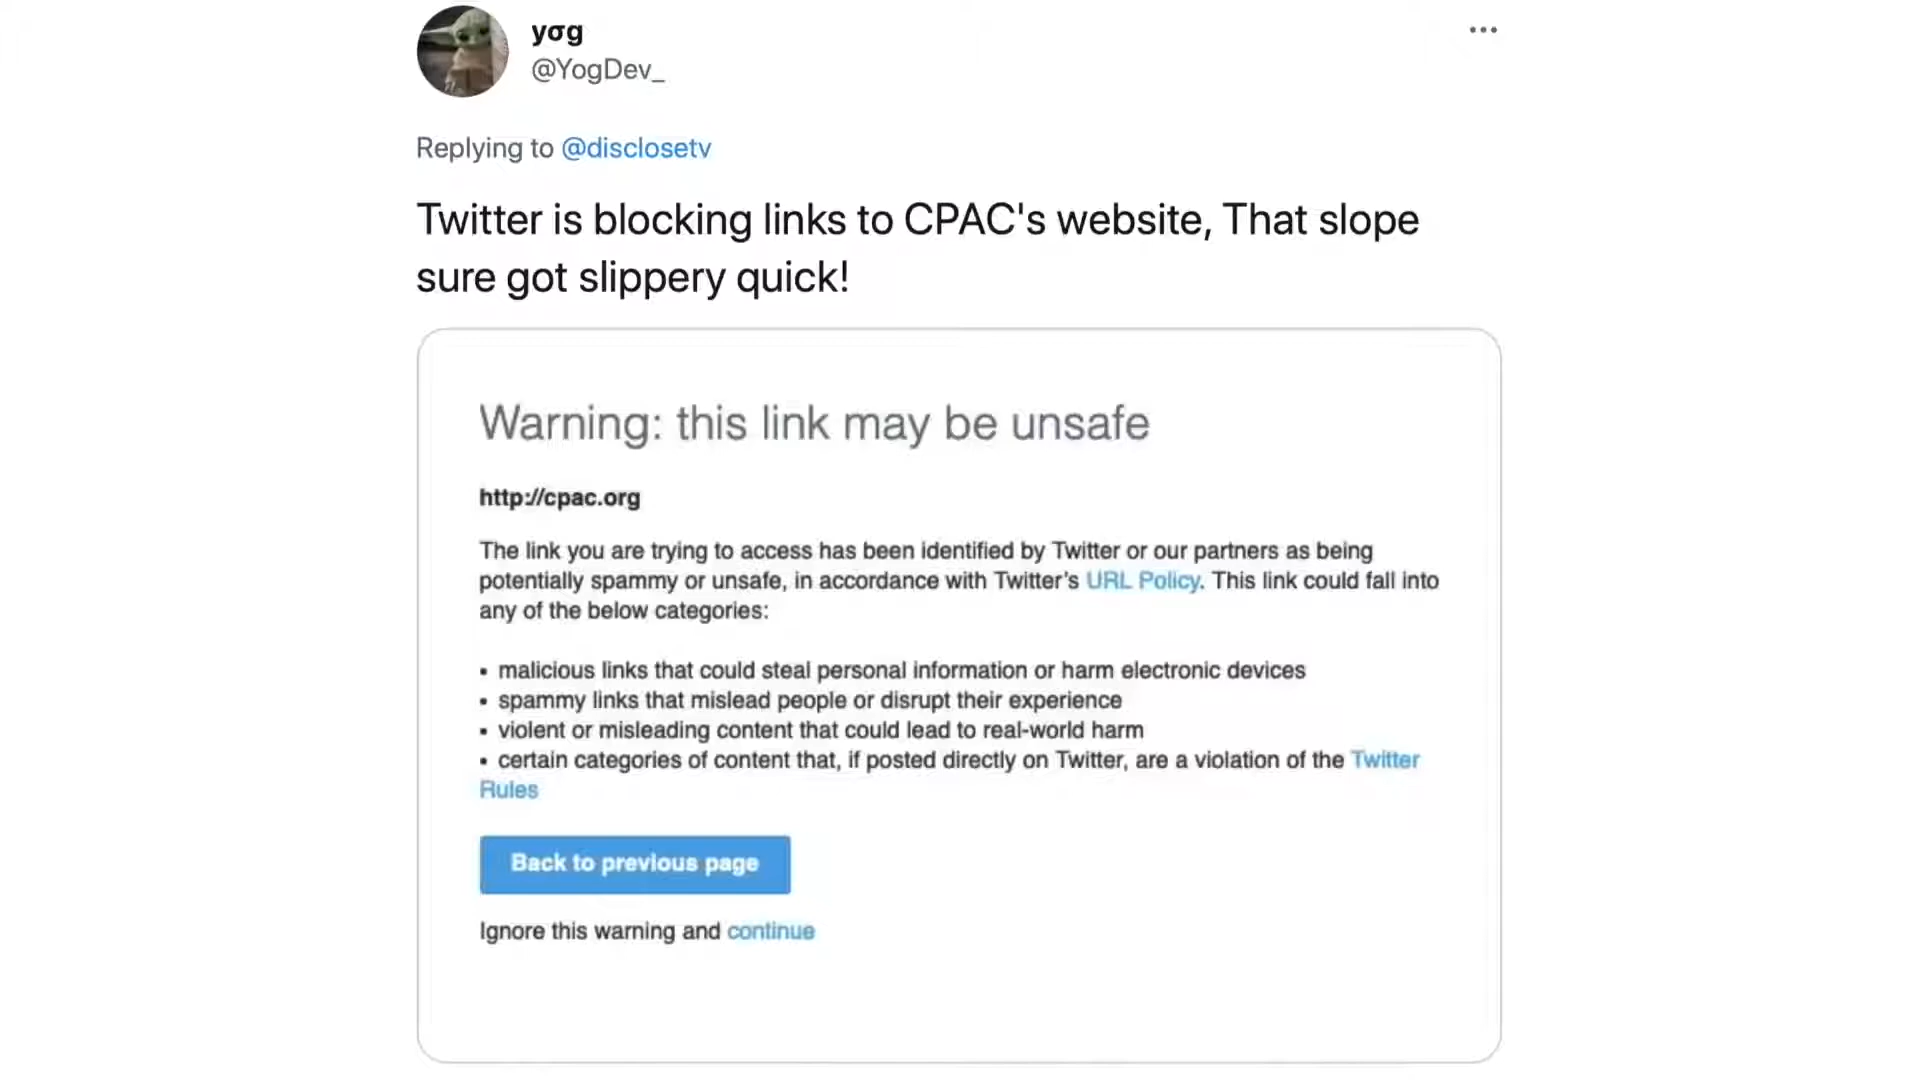 yσg
@YogDev_
Replying to @disclosetv
Twitter is blocking links to CPAC's website, That slope
sure got slippery quick!
Warning: this link may be unsafe
http://cpac.org
The link you are trying to access has been identified by Twitter or our partners as being
potentially spammy or unsafe, in accordance with Twitter's URL Policy. This link could fall into
any of the below categories:
• malicious links that could steal personal information or harm electronic devices
• spammy links that mislead people or disrupt their experience
• violent or misleading content that could lead to real-world harm
• certain categories of content that, if posted directly on Twitter, are a violation of the Twitter
Rules
Back to previous page
Ignore this warning and continue